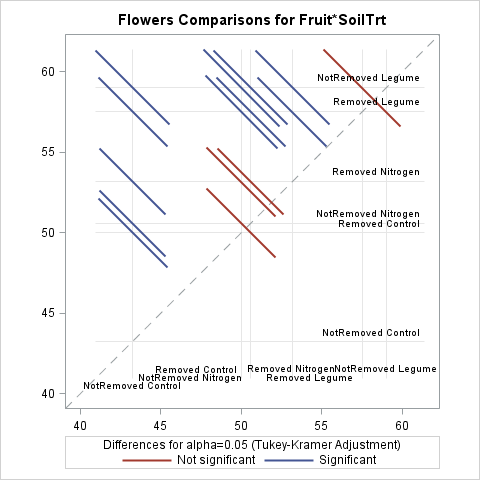 Flowers Comparisons for Fruit*SoilTrt
60
NotRemoved Legume
Removed Legume
55
Removed Nitrogen
NotRemoved Nitrogen
Removed Control
50
45
NotRemoved Control
Removed Control Removed Nitrogen NotRemoved Legume
NotRemoved Nitrogen Removed Legume
NotRemoved Control
40
40 45 50 55 60
Differences for alpha=0.05 (Tukey-Kramer Adjustment)
Not significant Significant